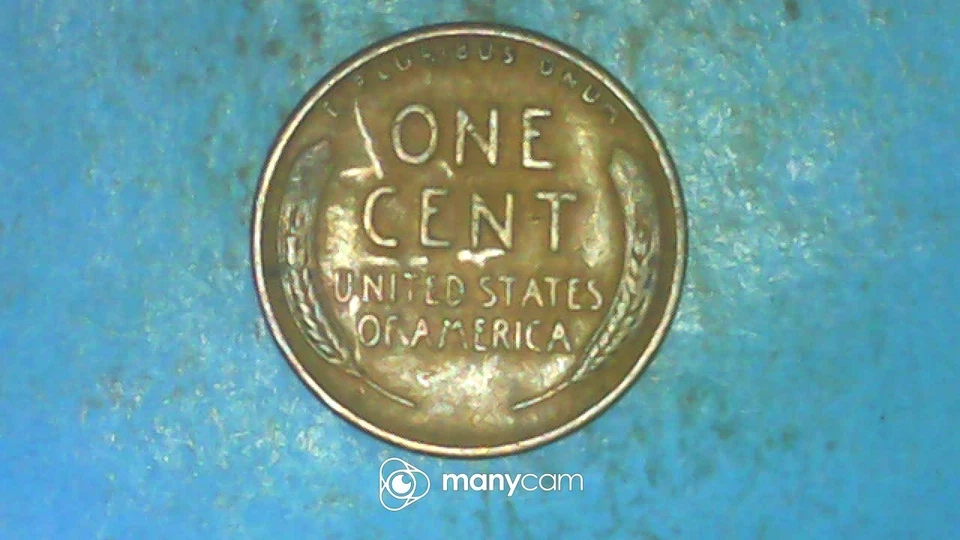 E PLURIBUS UNUM
ONE
CENT
UNITED STATES
OF AMERICA
manycam